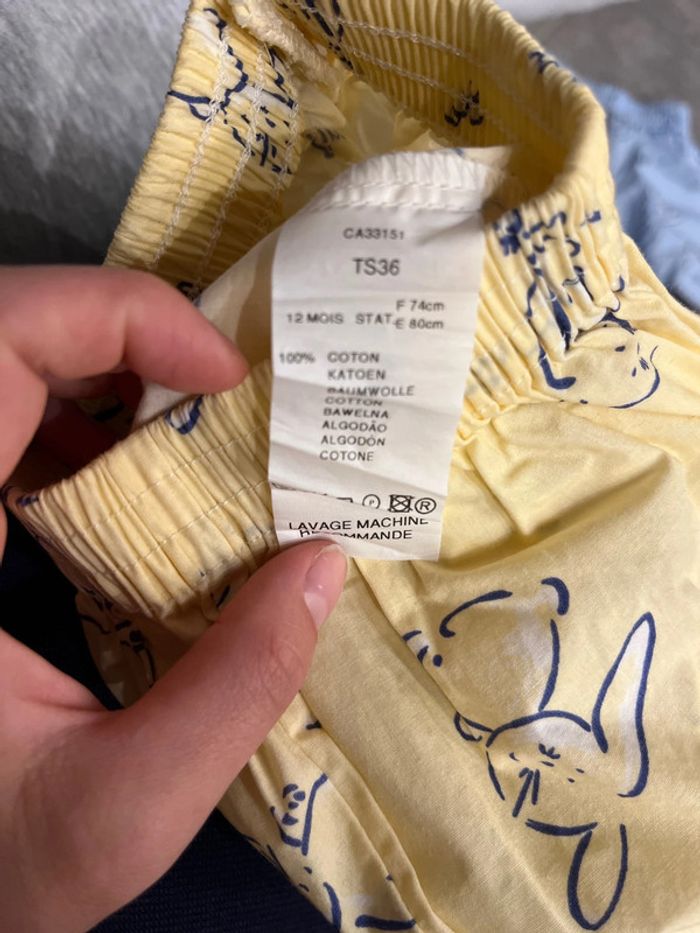 CA33151
TS36
F 74cm
12 MOIS STAT.E 80cm
100% COTON
KATOEN
BAUMWOLLE
COTTON
BAWELNA
ALGODÃO
ALGODÓN
COTONE
P R
LAVAGE MACHINE
RECOMMANDE